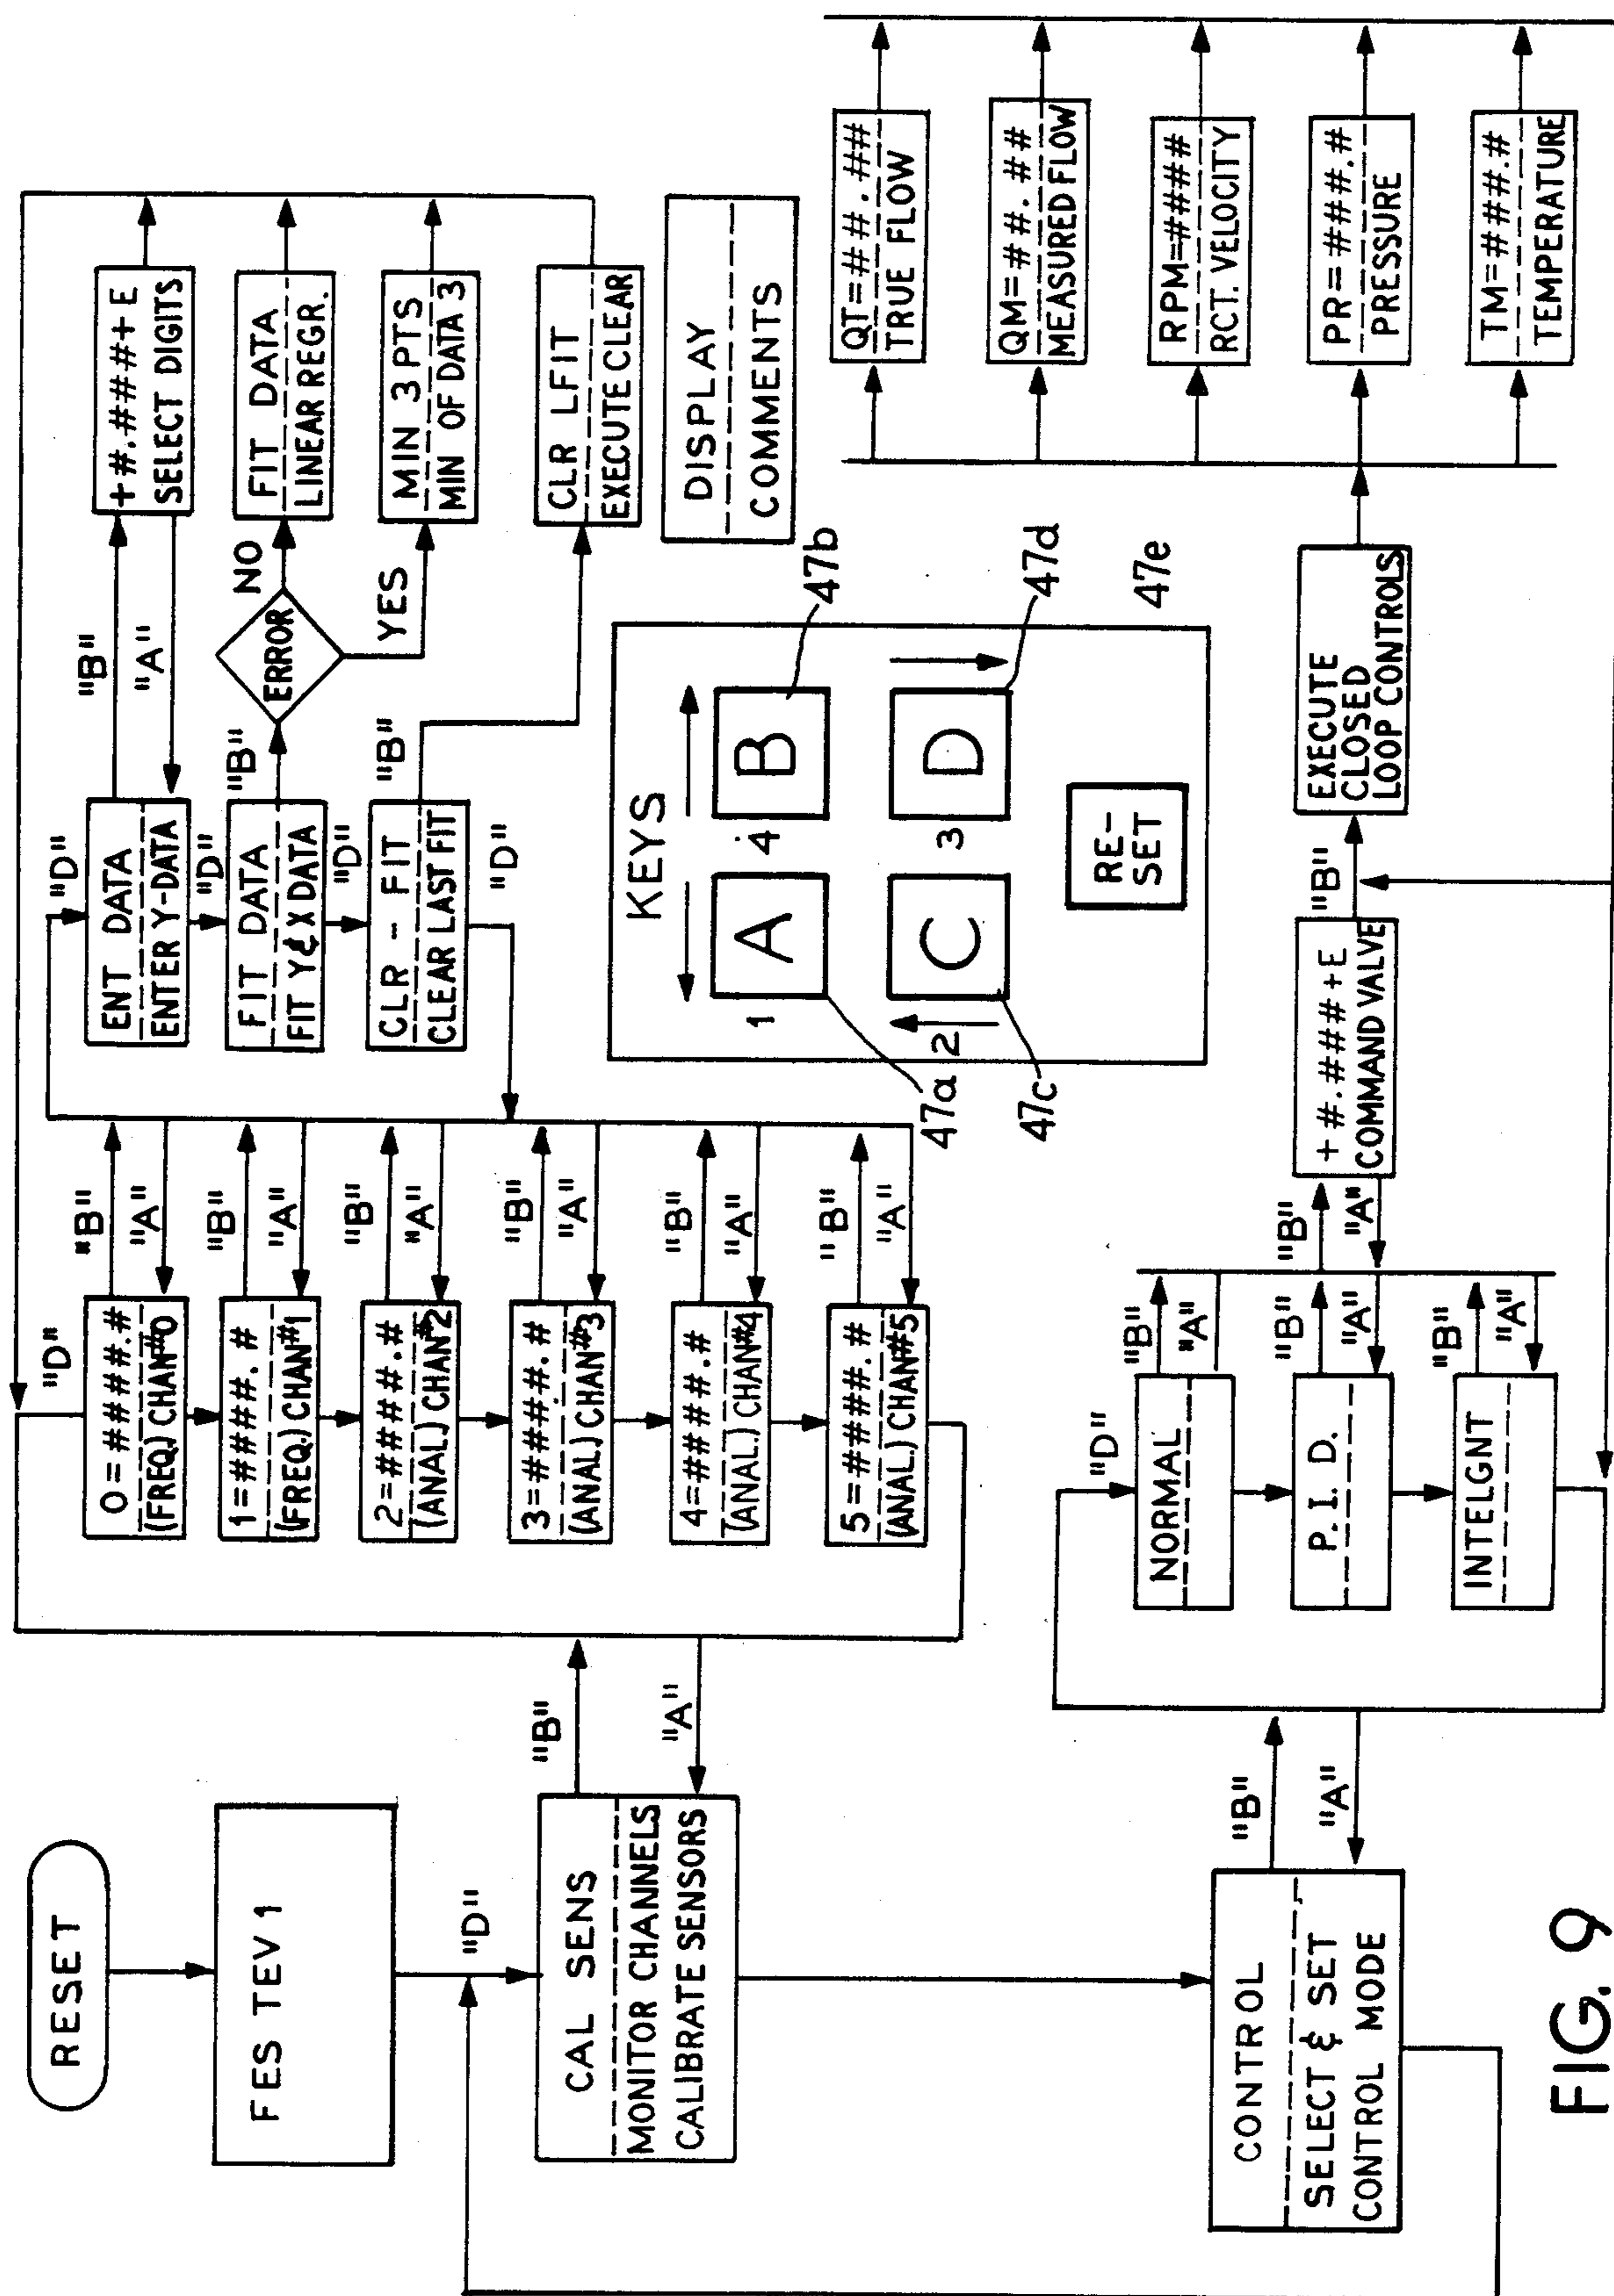 RESET
FES TEV 1
"D"
CAL SENS
MONITOR CHANNELS
CALIBRATE SENSORS
"B"
"A"
CONTROL
SELECT & SET
CONTROL MODE
"B"
"A"
"D"
0=####.#
(FREQ.) CHAN#0
"B"
"A"
1=####.#
(FREQ.) CHAN#1
"B"
"A"
2=####.#
(ANAL.) CHAN#2
"B"
"A"
3=####.#
(ANAL.) CHAN#3
"B"
"A"
4=####.#
(ANAL.) CHAN#4
"B"
"A"
5=####.#
(ANAL.) CHAN#5
"B"
"A"
"D"
ENT DATA
ENTER Y-DATA
"B"
"A"
+#.###+E
SELECT DIGITS
"D"
FIT DATA
FIT Y & X DATA
"B"
ERROR
NO
YES
FIT DATA
LINEAR REGR.
MIN 3 PTS
MIN OF DATA 3
"D"
CLR - FIT
CLEAR LAST FIT
"B"
"D"
CLR LFIT
EXECUTE CLEAR
DISPLAY
COMMENTS
KEYS
1
A
4
B
2
C
3
D
RE-
SET
47a
47b
47c
47d
47e
"D"
NORMAL
"B"
"A"
P. I. D.
"B"
"A"
INTELGNT
"B"
"A"
"B"
"A"
+#.###+E
COMMAND VALVE
"B"
EXECUTE
CLOSED
LOOP CONTROLS
QT=##.##
TRUE FLOW
QM=##.##
MEASURED FLOW
RPM=####
RCT. VELOCITY
PR=###.#
PRESSURE
TM=###.#
TEMPERATURE
FIG. 9